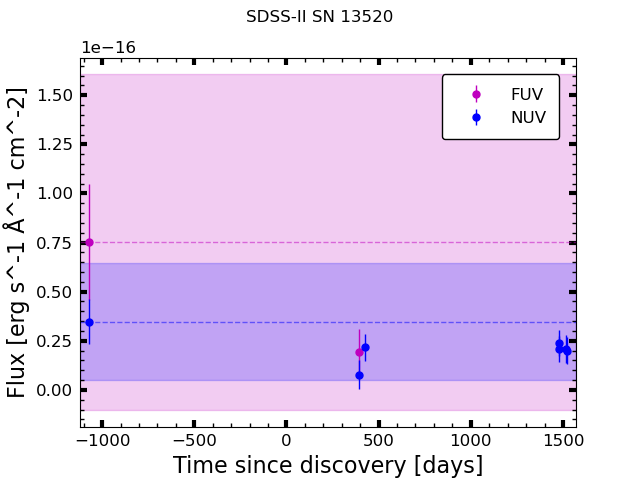 SDSS-II SN 13520
1e−16
FUV
NUV
1.50
1.25
1.00
0.75
0.50
0.25
0.00
Flux [erg s^-1 Å^-1 cm^-2]
−1000
−500
0
500
1000
1500
Time since discovery [days]